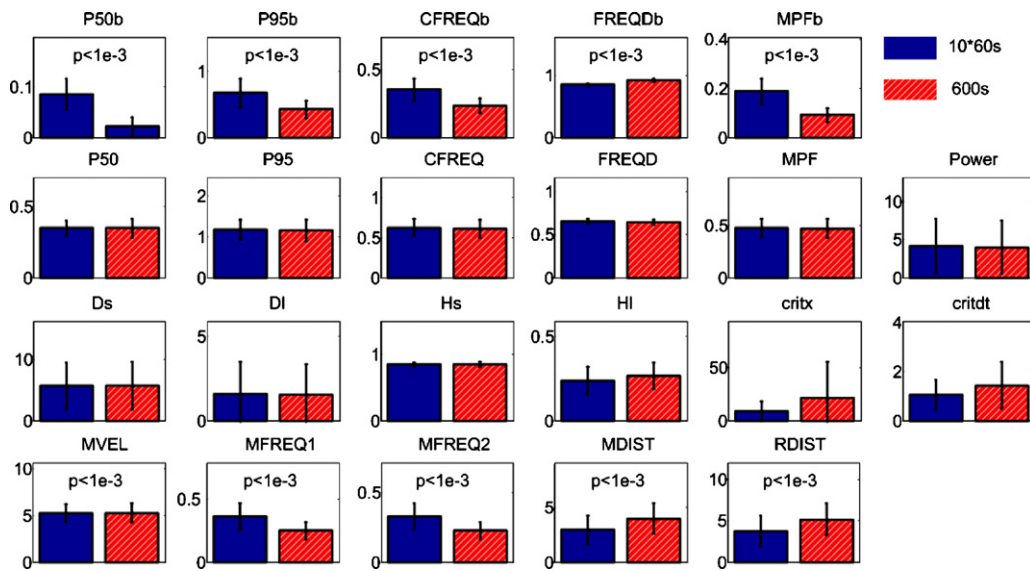 P50b P95b CFREQb FREQDb MPFb
0.1 0 p<1e-3
1 0 p<1e-3
0.5 0 p<1e-3
1 0 p<1e-3
0.4 0.2 0 p<1e-3
10*60s
600s
P50 P95 CFREQ FREQD MPF Power
0.5 0
2 1 0
1 0.5 0
1 0.5 0
0.5 0
10 5 0
Ds Dl Hs Hl critx critdt
10 0
5 0
1 0
0.5 0
50 0
4 2 0
MVEL MFREQ1 MFREQ2 MDIST RDIST
10 5 0 p<1e-3
0.5 0 p<1e-3
0.5 0 p<1e-3
5 0 p<1e-3
10 5 0 p<1e-3